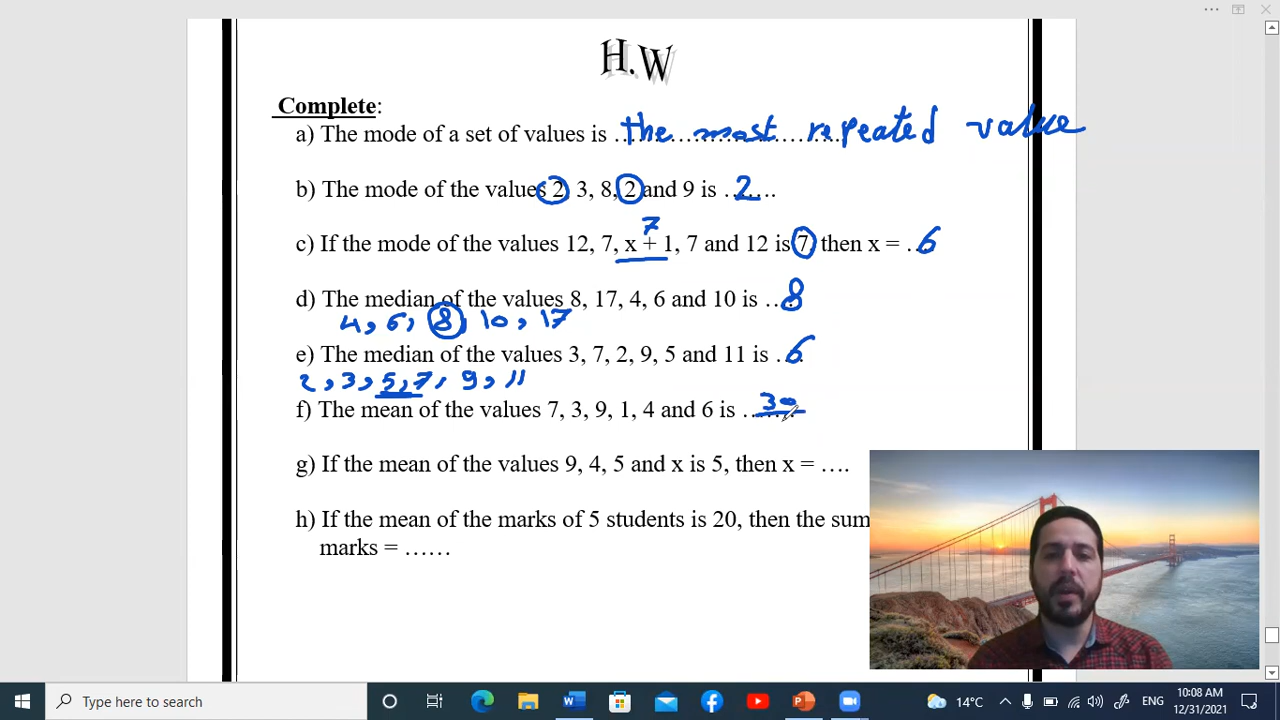 H.W
Complete:
a) The mode of a set of values is the most repeated value
b) The mode of the values 2, 3, 8, 2 and 9 is ..2....
7
c) If the mode of the values 12, 7, x + 1, 7 and 12 is 7, then x = ..6
d) The median of the values 8, 17, 4, 6 and 10 is ..8
4, 6, 8, 10, 17
e) The median of the values 3, 7, 2, 9, 5 and 11 is .6
2, 3, 5, 7, 9, 11
f) The mean of the values 7, 3, 9, 1, 4 and 6 is ..30
g) If the mean of the values 9, 4, 5 and x is 5, then x = ....
h) If the mean of the marks of 5 students is 20, then the sum
marks = ......
Type here to search
14°C
ENG
10:08 AM
12/31/2021